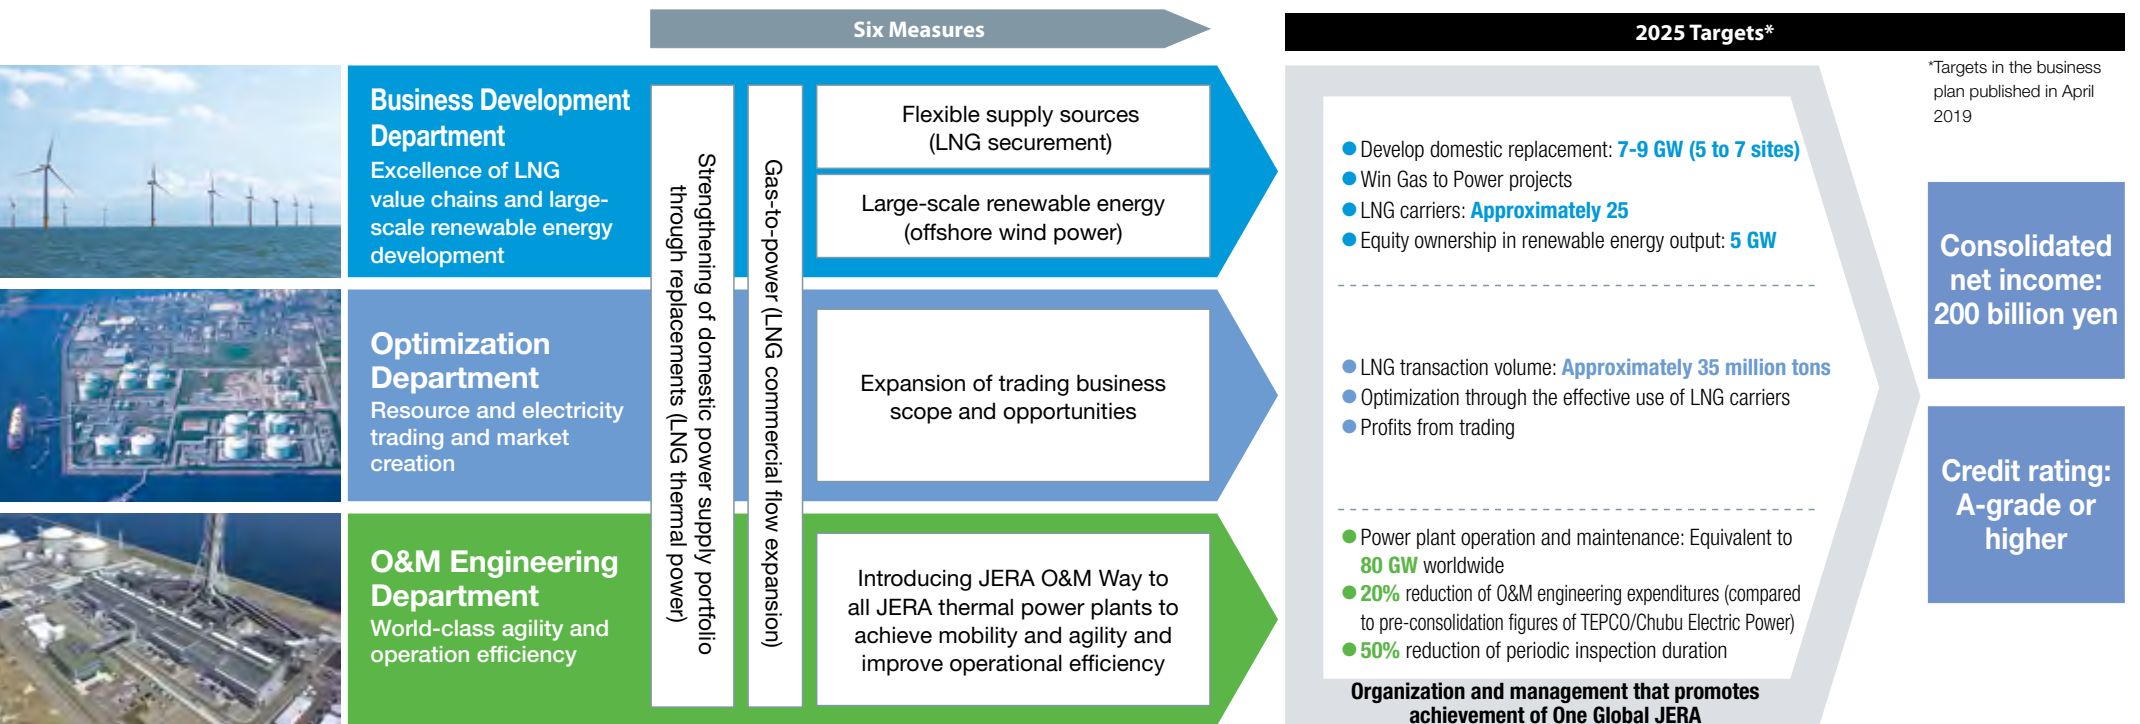 Six Measures
2025 Targets*
*Targets in the business
plan published in April
2019
Business Development
Department
Excellence of LNG
value chains and large-
scale renewable energy
development
Optimization
Department
Resource and electricity
trading and market
creation
O&M Engineering
Department
World-class agility and
operation efficiency
Strengthening of domestic power supply portfolio
through replacements (LNG thermal power)
Gas-to-power (LNG commercial flow expansion)
Flexible supply sources
(LNG securement)
Large-scale renewable energy
(offshore wind power)
Expansion of trading business
scope and opportunities
Introducing JERA O&M Way to
all JERA thermal power plants to
achieve mobility and agility and
improve operational efficiency
● Develop domestic replacement: 7-9 GW (5 to 7 sites)
● Win Gas to Power projects
● LNG carriers: Approximately 25
● Equity ownership in renewable energy output: 5 GW
● LNG transaction volume: Approximately 35 million tons
● Optimization through the effective use of LNG carriers
● Profits from trading
● Power plant operation and maintenance: Equivalent to
80 GW worldwide
● 20% reduction of O&M engineering expenditures (compared
to pre-consolidation figures of TEPCO/Chubu Electric Power)
● 50% reduction of periodic inspection duration
Organization and management that promotes
achievement of One Global JERA
Consolidated
net income:
200 billion yen
Credit rating:
A-grade or
higher